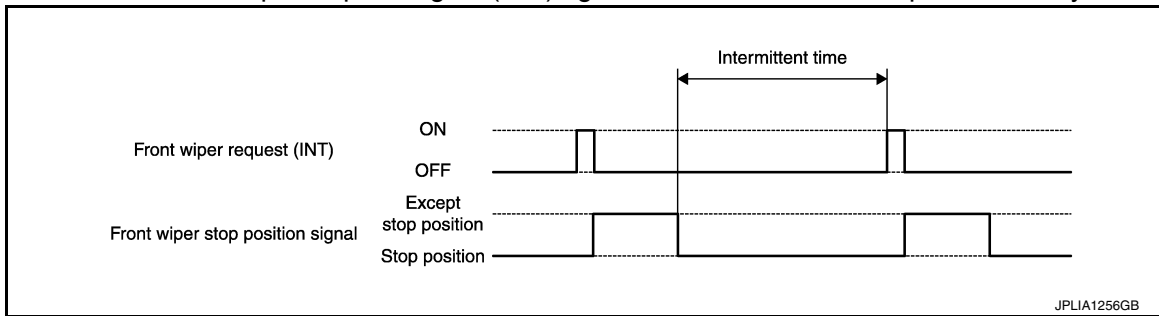 Intermittent time
ON
Front wiper request (INT)
OFF
Except
stop position
Front wiper stop position signal
Stop position
JPLIA1256GB